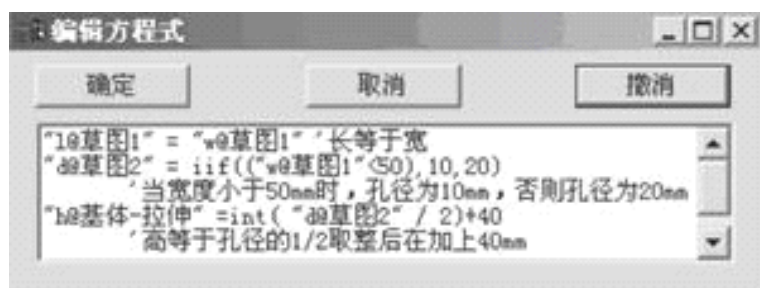 编辑方程式
确定 取消 撤消
"l@草图1" = "w@草图1" '长等于宽
"d@草图2" = iif(("w@草图1"<50),10,20)
'当宽度小于50mm时，孔径为10mm，否则孔径为20mm
"h@基体-拉伸" =int( "d@草图2" / 2)+40
'高等于孔径的1/2取整后在加上40mm